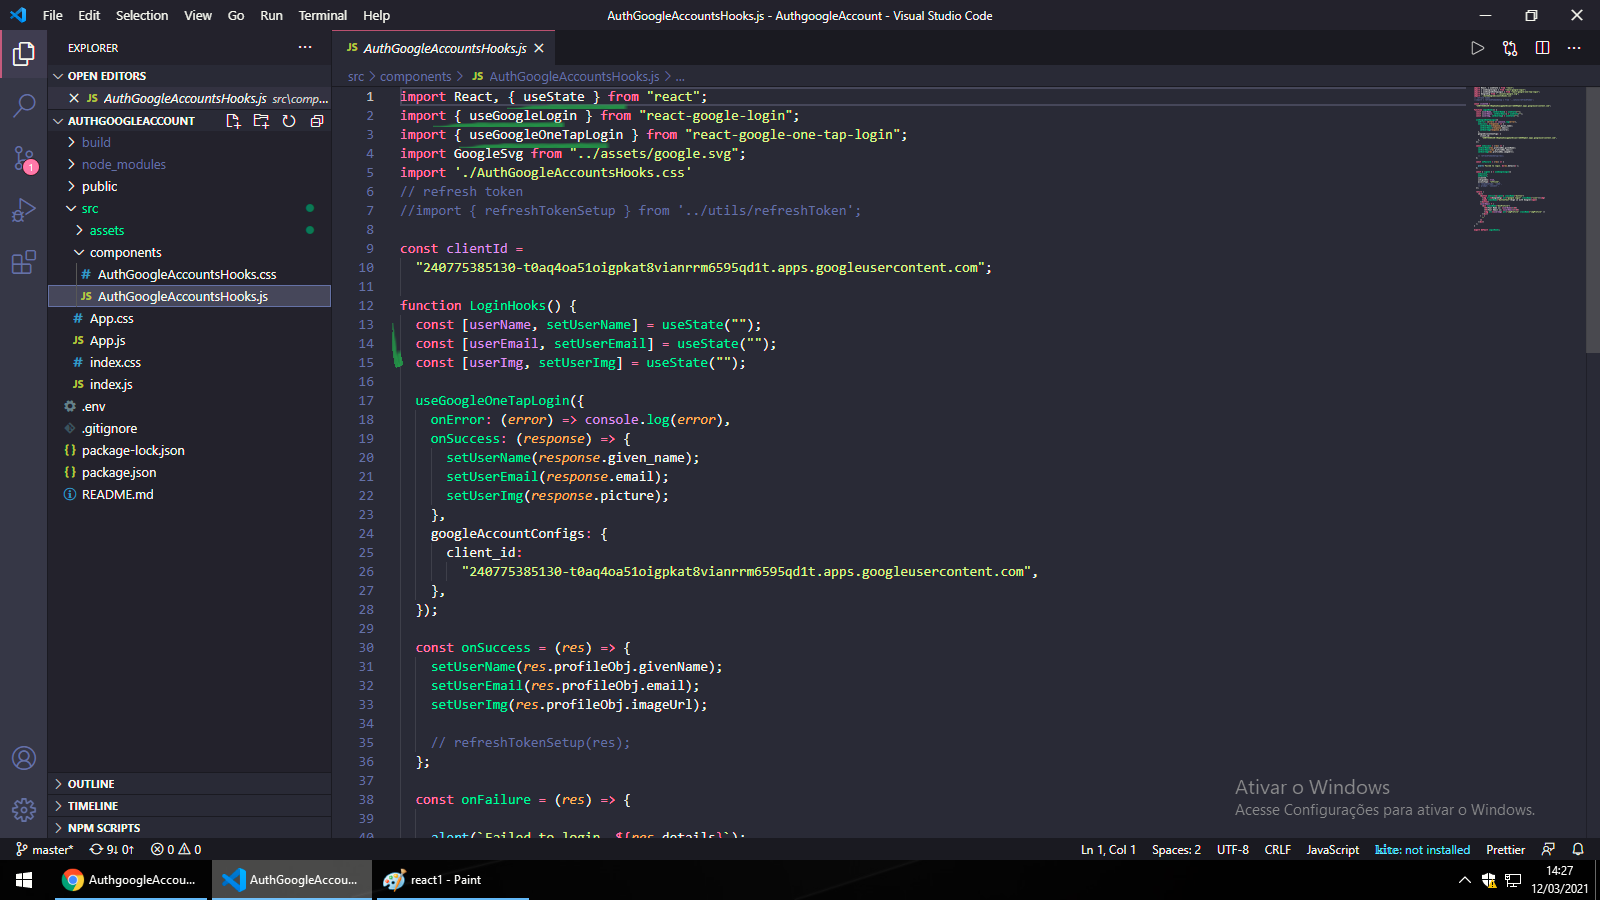 File Edit Selection View Go Run Terminal Help
AuthGoogleAccountsHooks.js - AuthgoogleAccount - Visual Studio Code
EXPLORER
OPEN EDITORS
JS AuthGoogleAccountsHooks.js src\comp...
AUTHGOOGLEACCOUNT
build
node_modules
public
src
assets
components
# AuthGoogleAccountsHooks.css
JS AuthGoogleAccountsHooks.js
# App.css
JS App.js
# index.css
JS index.js
.env
.gitignore
{} package-lock.json
{} package.json
README.md
OUTLINE
TIMELINE
NPM SCRIPTS
1
JS AuthGoogleAccountsHooks.js
src > components > JS AuthGoogleAccountsHooks.js > ...
1 import React, { useState } from "react";
2 import { useGoogleLogin } from "react-google-login";
3 import { useGoogleOneTapLogin } from "react-google-one-tap-login";
4 import GoogleSvg from "../assets/google.svg";
5 import './AuthGoogleAccountsHooks.css'
6 // refresh token
7 //import { refreshTokenSetup } from '../utils/refreshToken';
8
9 const clientId =
10 "240775385130-t0aq4oa51oigpkat8vianrrm6595qd1t.apps.googleusercontent.com";
11
12 function LoginHooks() {
13 const [userName, setUserName] = useState("");
14 const [userEmail, setUserEmail] = useState("");
15 const [userImg, setUserImg] = useState("");
16
17 useGoogleOneTapLogin({
18 onError: (error) => console.log(error),
19 onSuccess: (response) => {
20 setUserName(response.given_name);
21 setUserEmail(response.email);
22 setUserImg(response.picture);
23 },
24 googleAccountConfigs: {
25 client_id:
26 "240775385130-t0aq4oa51oigpkat8vianrrm6595qd1t.apps.googleusercontent.com",
27 },
28 });
29
30 const onSuccess = (res) => {
31 setUserName(res.profileObj.givenName);
32 setUserEmail(res.profileObj.email);
33 setUserImg(res.profileObj.imageUrl);
34
35 // refreshTokenSetup(res);
36 };
37
38 const onFailure = (res) => {
39
40 alert(`Failed to login, ${res.details}`);
Ativar o Windows
Acesse Configurações para ativar o Windows.
master* 9↓ 0↑ 0 0
Ln 1, Col 1 Spaces: 2 UTF-8 CRLF JavaScript kite: not installed Prettier
AuthgoogleAccou... AuthGoogleAccou... react1 - Paint
14:27
12/03/2021